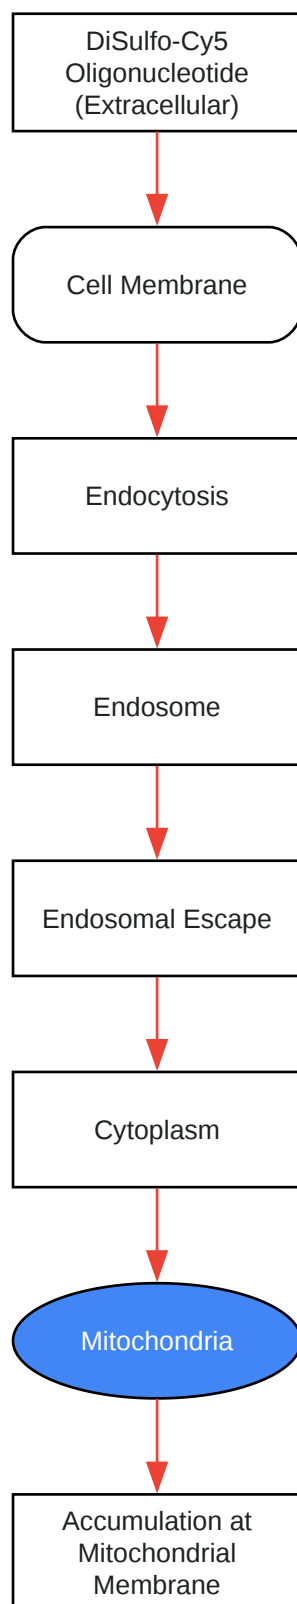 DiSulfo-Cy5
Oligonucleotide
(Extracellular)
Cell Membrane
Endocytosis
Endosome
Endosomal Escape
Cytoplasm
Mitochondria
Accumulation at
Mitochondrial
Membrane